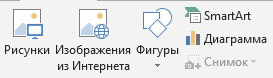 Рисунки
Изображения
из Интернета
Фигуры
SmartArt
Диаграмма
Снимок